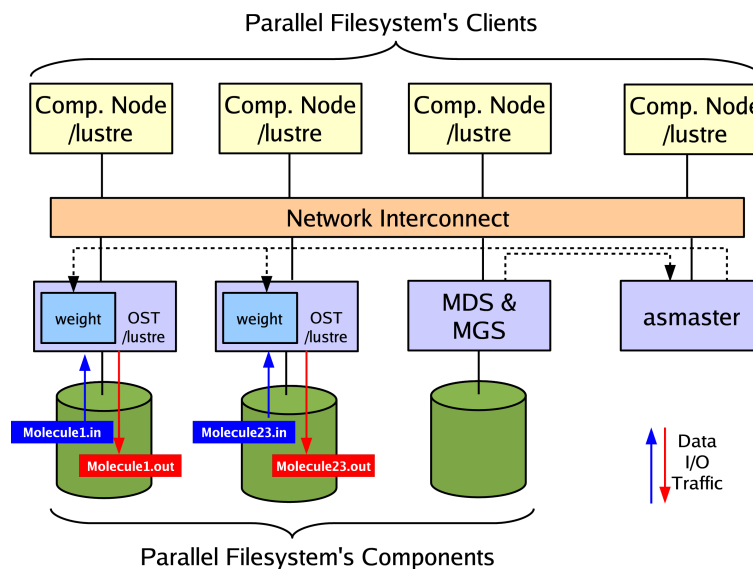 Parallel Filesystem's Clients
Comp. Node
/lustre
Comp. Node
/lustre
Comp. Node
/lustre
Comp. Node
/lustre
Network Interconnect
weight
OST
/lustre
weight
OST
/lustre
MDS &
MGS
asmaster
Molecule1.in
Molecule1.out
Molecule23.in
Molecule23.out
Data
I/O
Traffic
Parallel Filesystem's Components